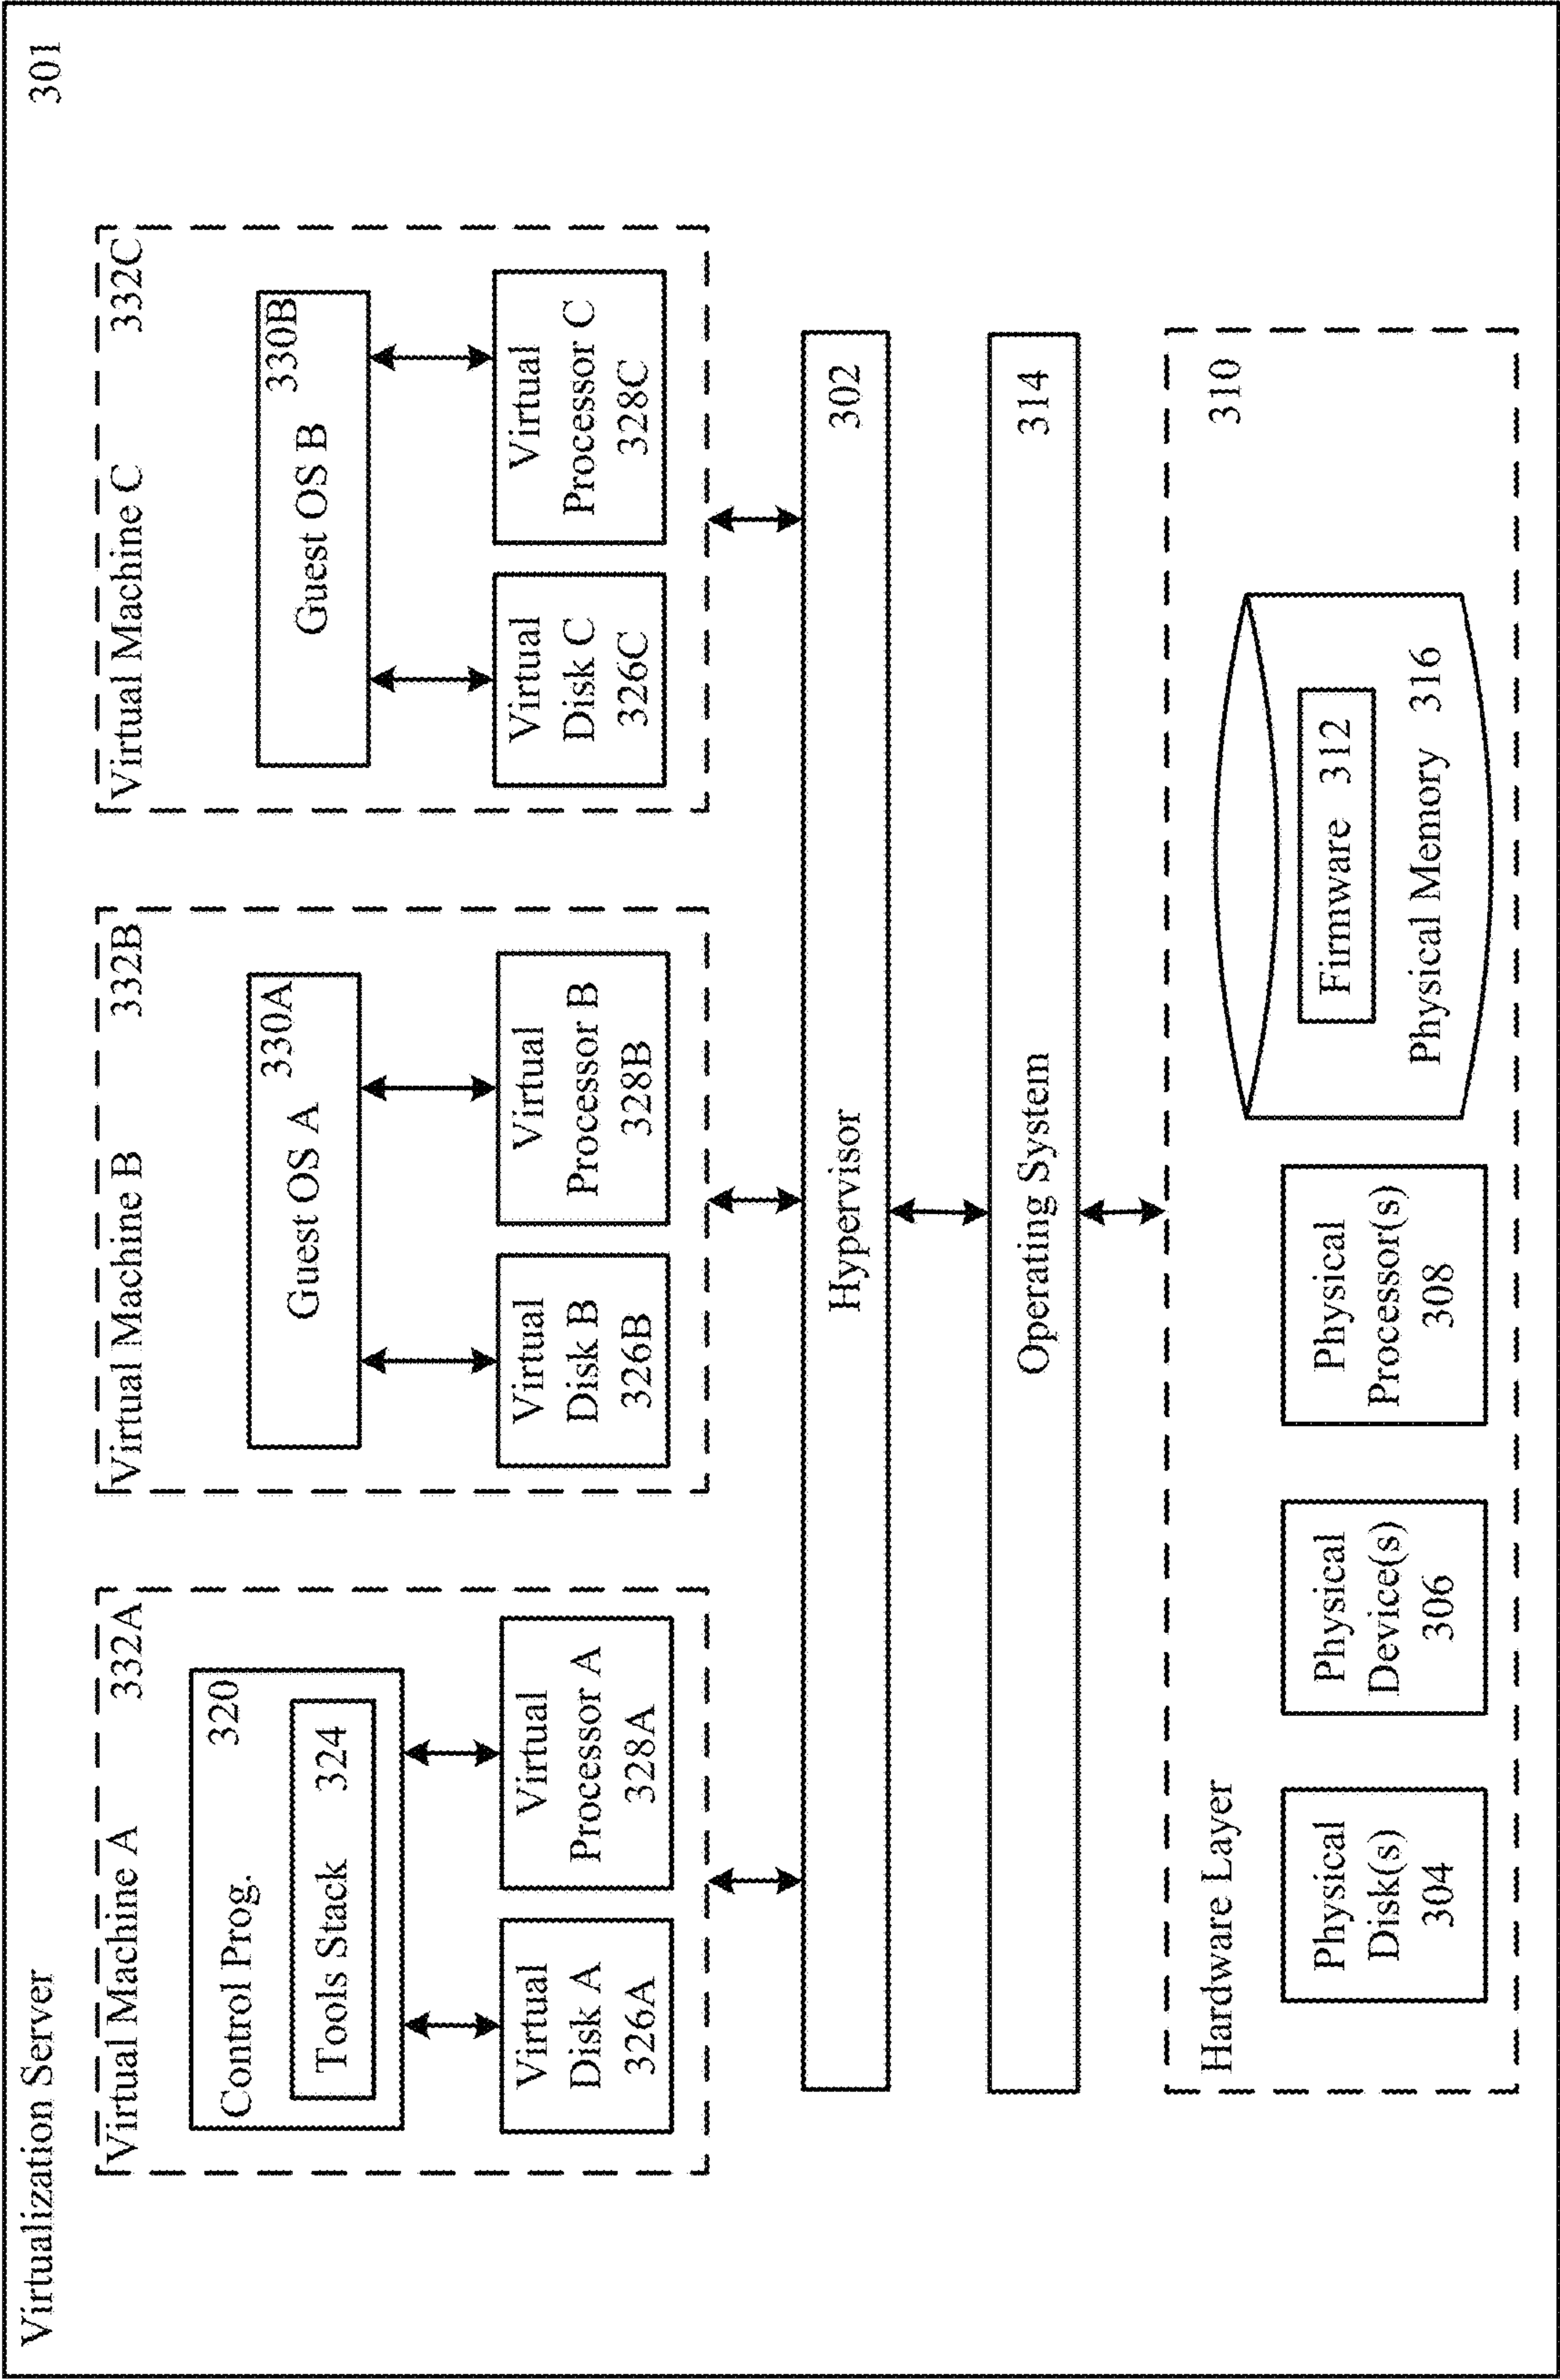 Virtualization Server 301
Virtual Machine A 332A
Control Prog. 320
Tools Stack 324
Virtual
Disk A
326A
Virtual
Processor A
328A
Virtual Machine B 332B
330A
Guest OS A
Virtual
Disk B
326B
Virtual
Processor B
328B
Virtual Machine C 332C
330B
Guest OS B
Virtual
Disk C
326C
Virtual
Processor C
328C
Hypervisor 302
Operating System 314
Hardware Layer 310
Physical
Disk(s)
304
Physical
Device(s)
306
Physical
Processor(s)
308
Firmware 312
Physical Memory 316